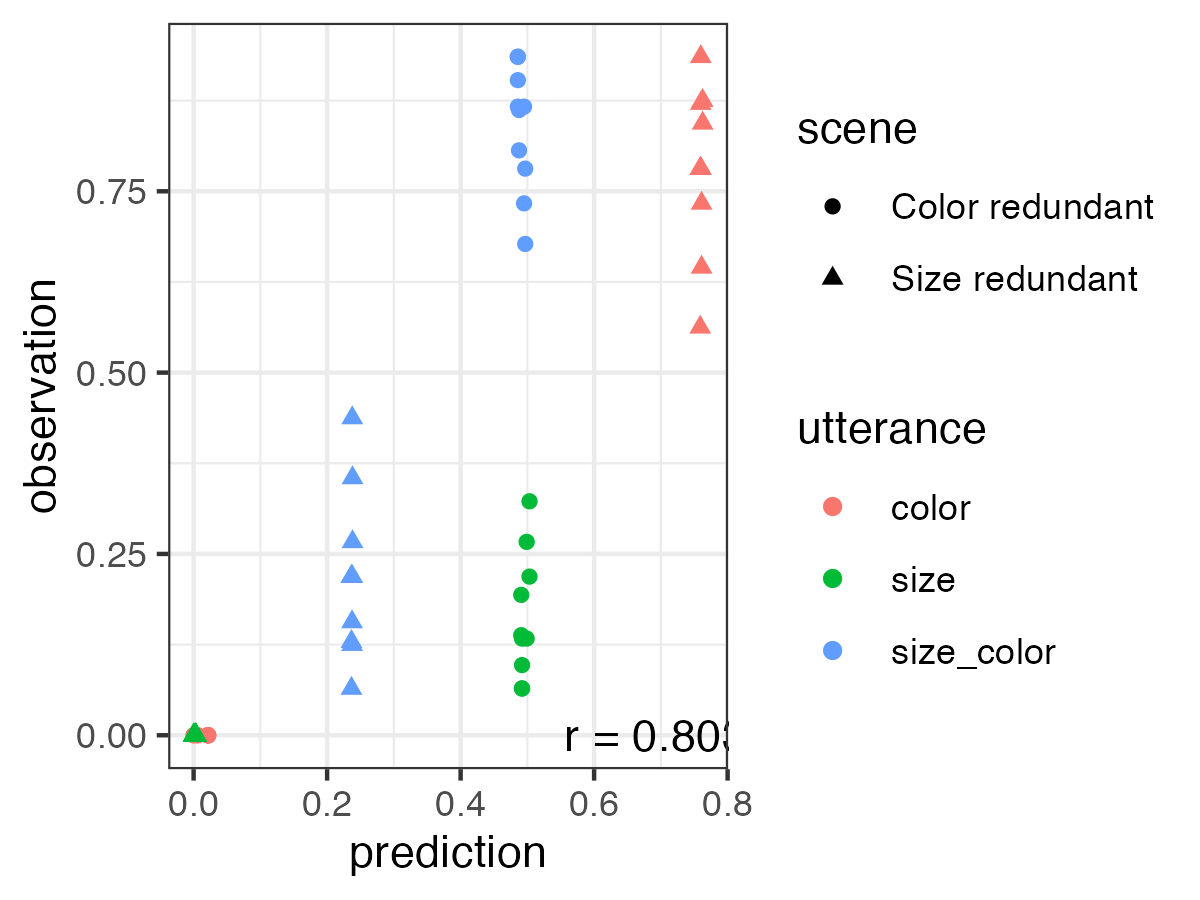 observation
0.75
0.50
0.25
0.00
r = 0.80
0.0 0.2 0.4 0.6 0.8
prediction
scene
Color redundant
Size redundant
utterance
color
size
size_color